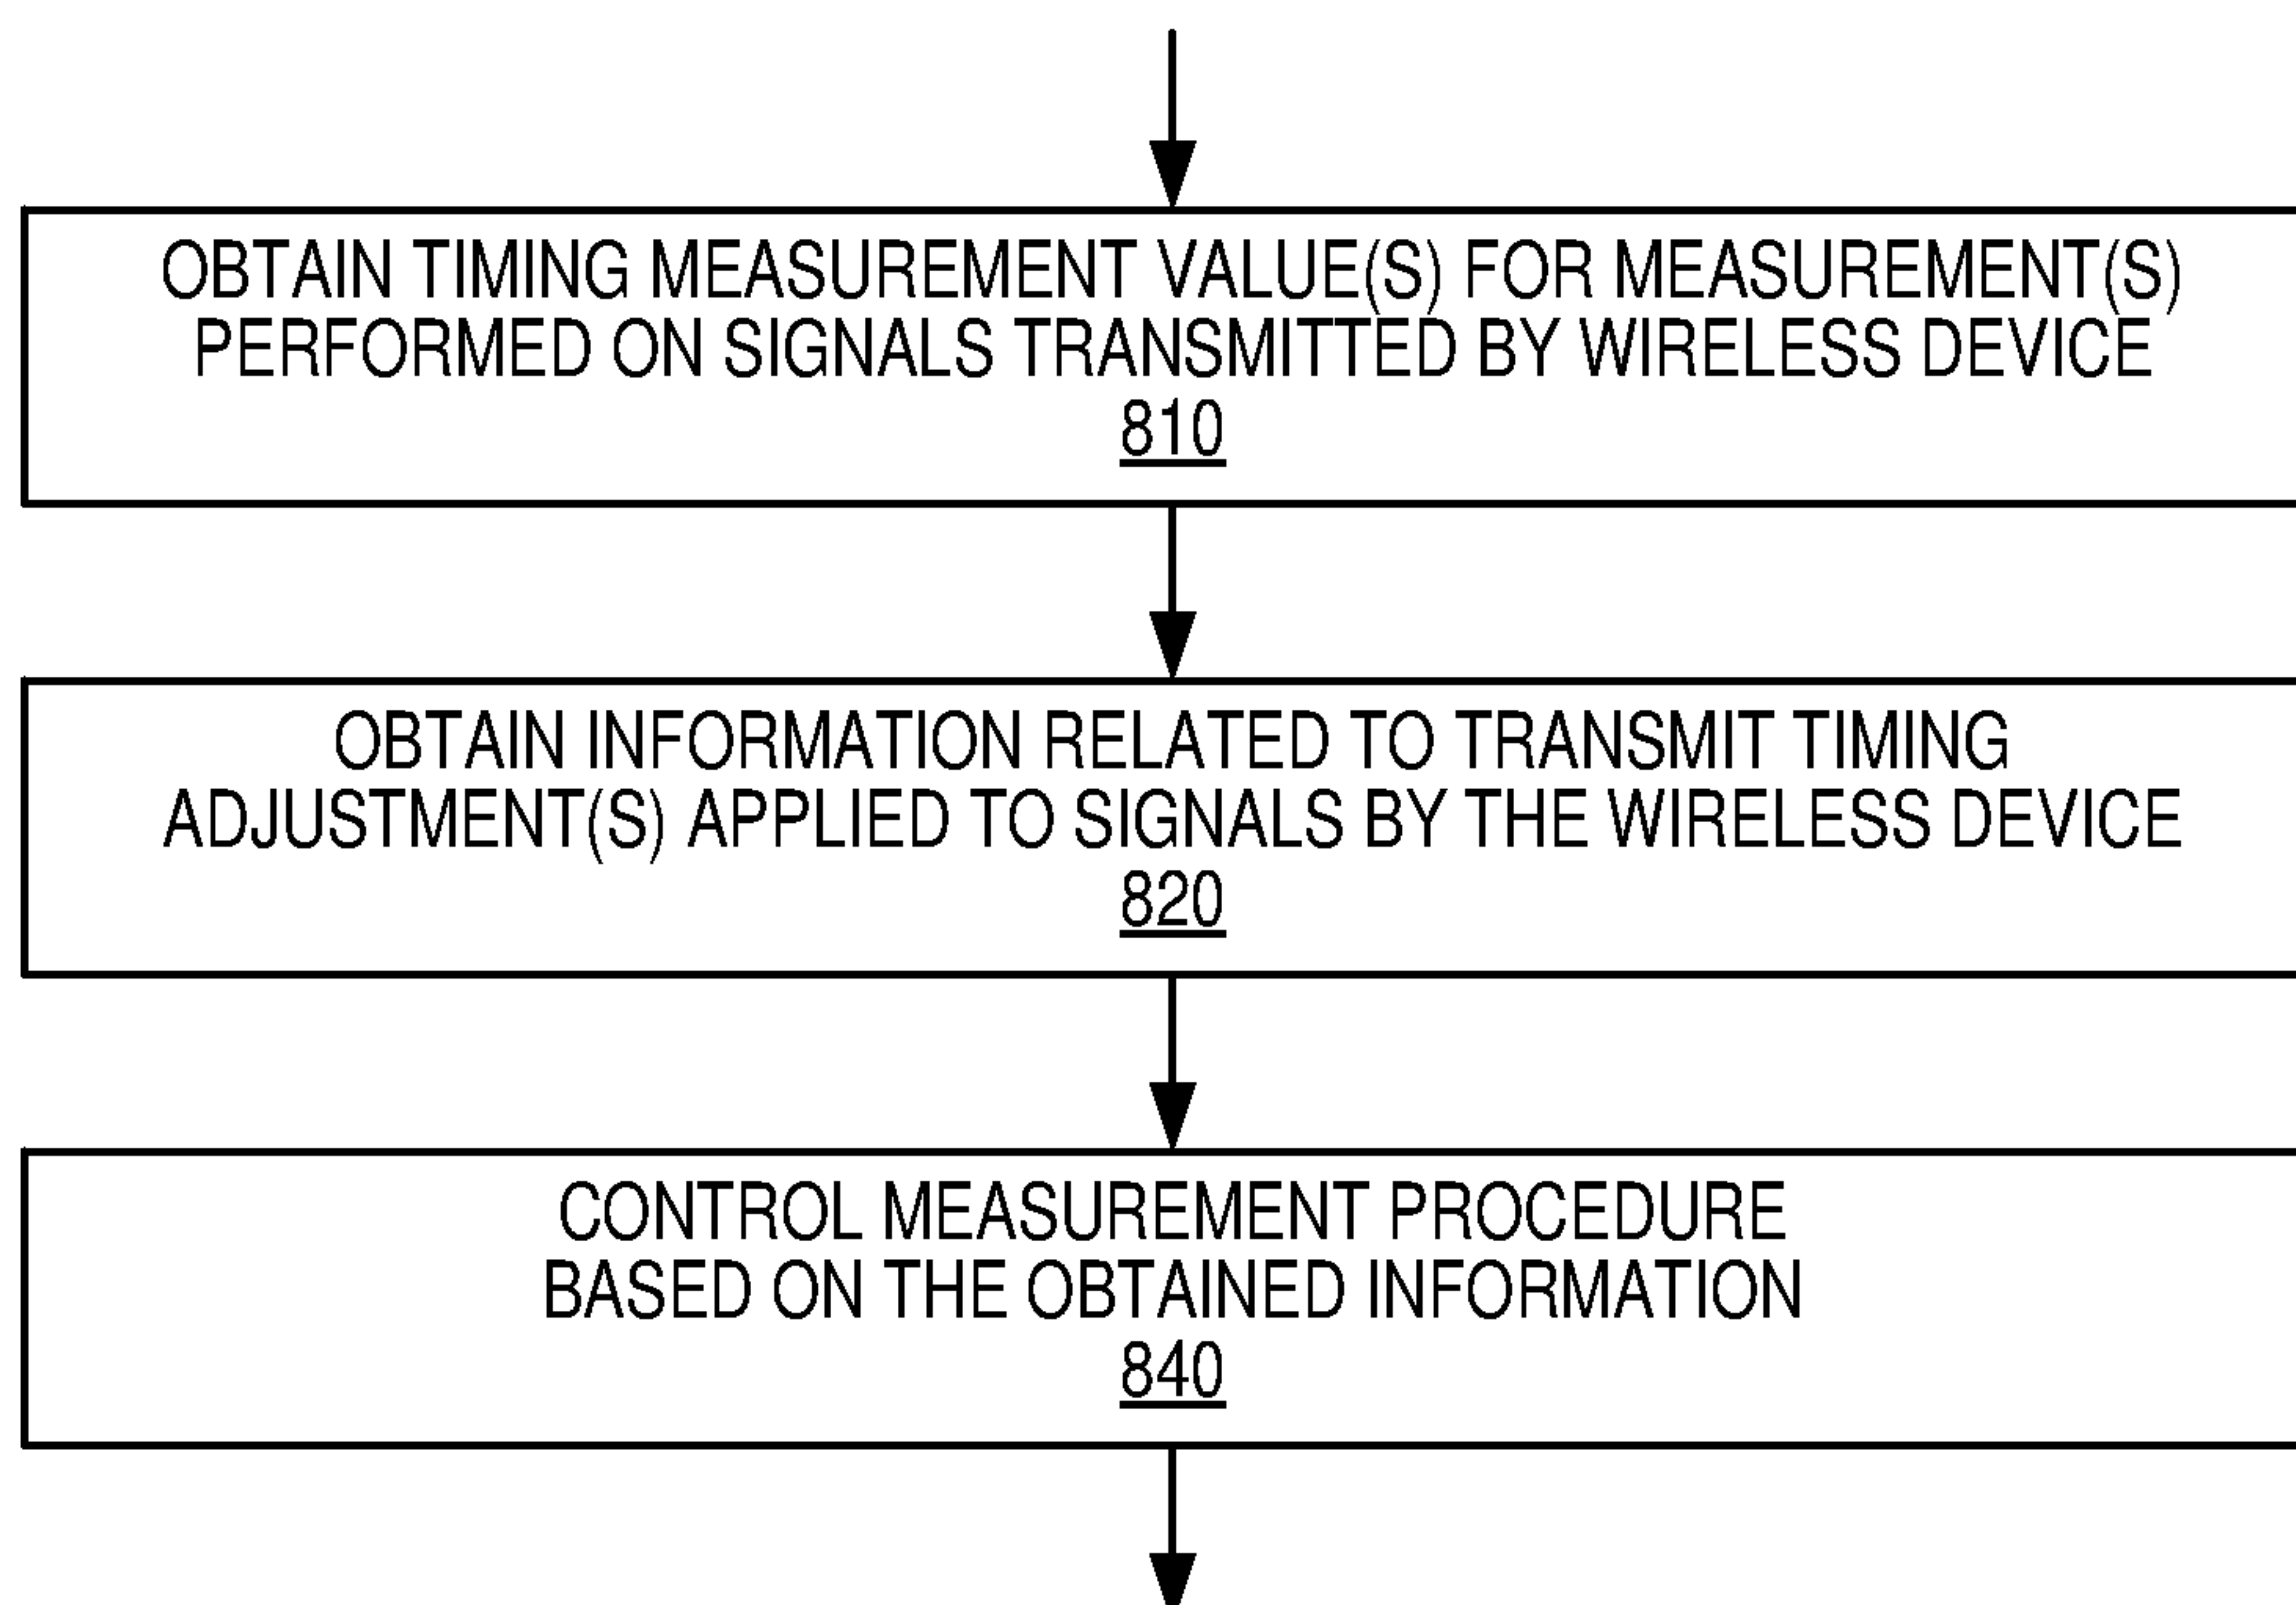 OBTAIN TIMING MEASUREMENT VALUE(S) FOR MEASUREMENT(S)
PERFORMED ON SIGNALS TRANSMITTED BY WIRELESS DEVICE
810
OBTAIN INFORMATION RELATED TO TRANSMIT TIMING
ADJUSTMENT(S) APPLIED TO SIGNALS BY THE WIRELESS DEVICE
820
CONTROL MEASUREMENT PROCEDURE
BASED ON THE OBTAINED INFORMATION
840